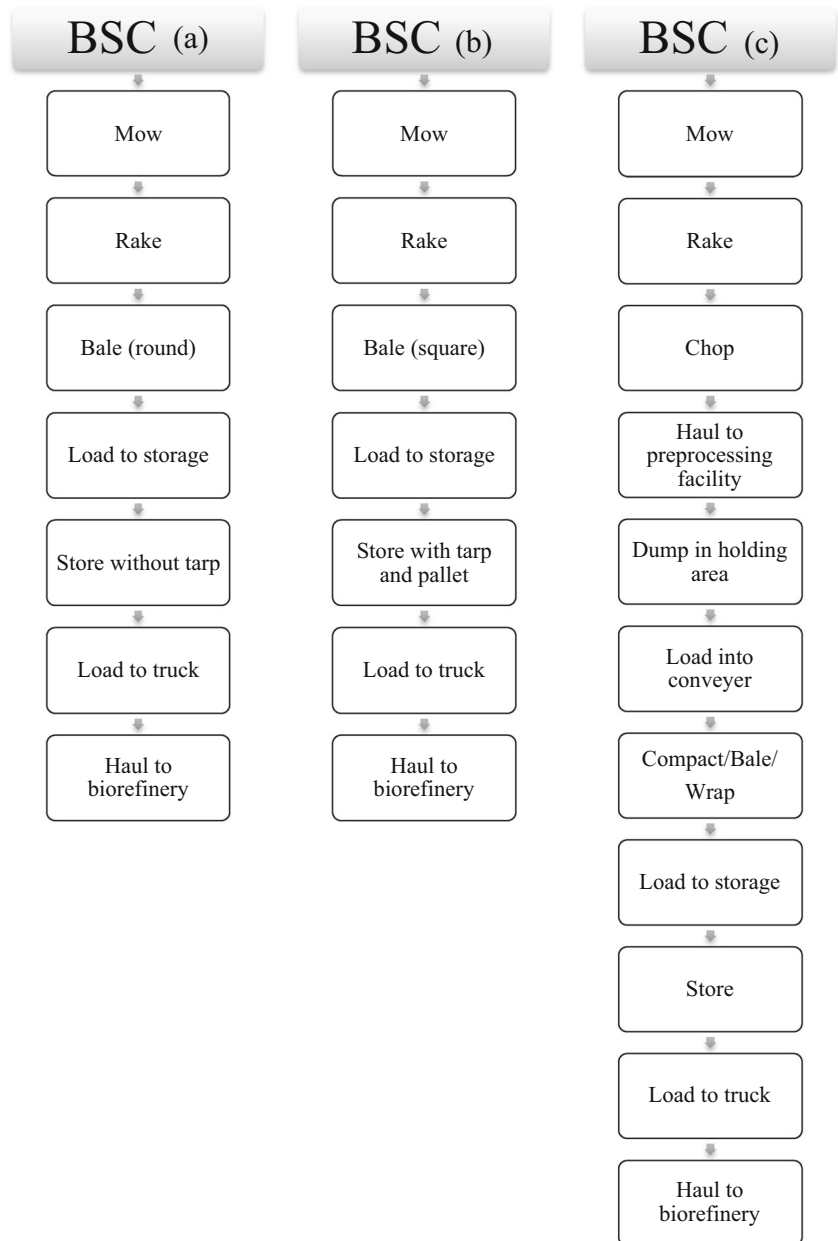 BSC (a)
Mow
Rake
Bale (round)
Load to storage
Store without tarp
Load to truck
Haul to
biorefinery
BSC (b)
Mow
Rake
Bale (square)
Load to storage
Store with tarp
and pallet
Load to truck
Haul to
biorefinery
BSC (c)
Mow
Rake
Chop
Haul to
preprocessing
facility
Dump in holding
area
Load into
conveyer
Compact/Bale/
Wrap
Load to storage
Store
Load to truck
Haul to
biorefinery